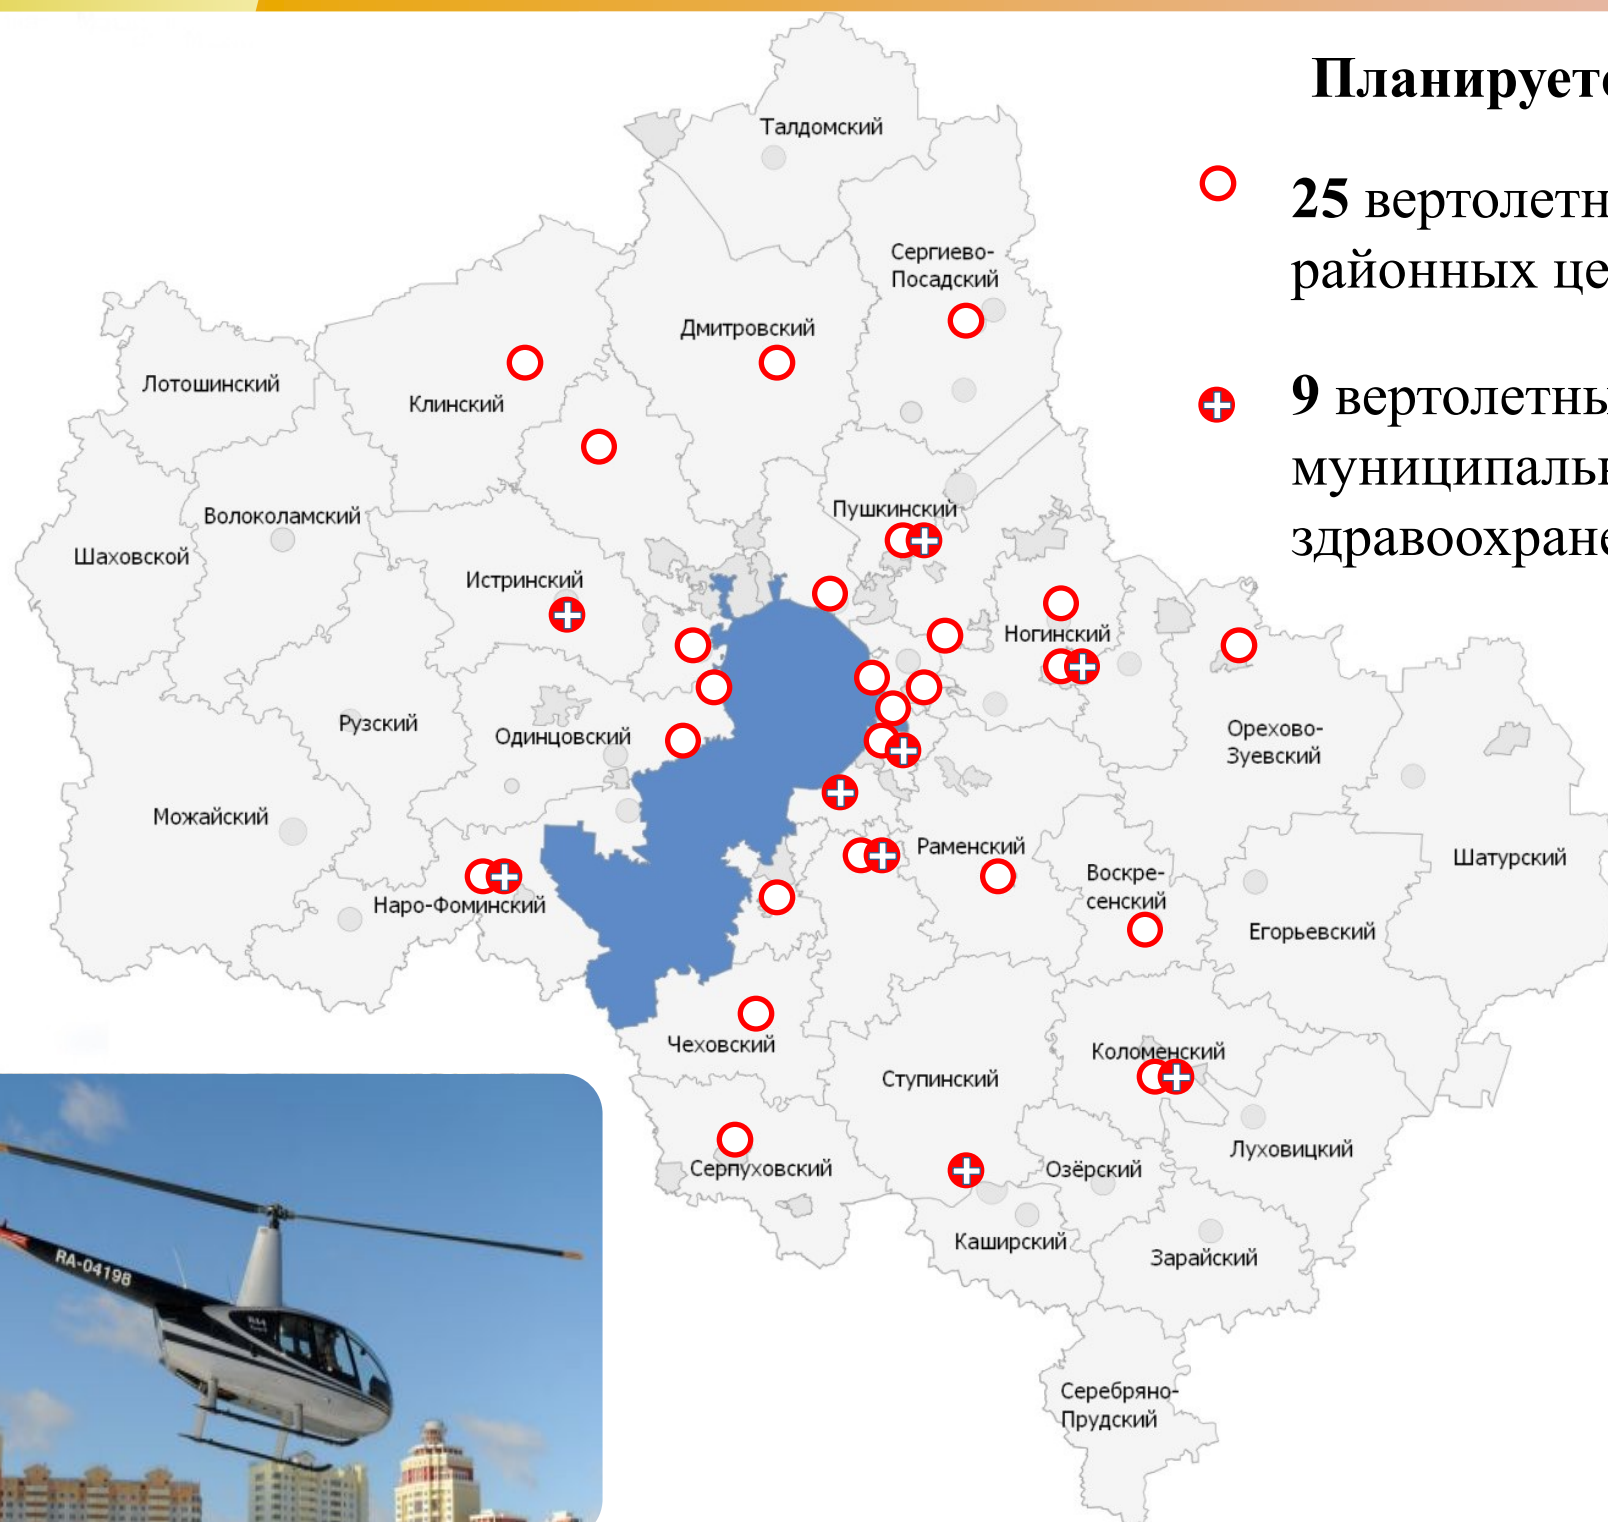 Планирует
25 вертолетн
районных це
9 вертолетны
муниципаль
здравоохране
Талдомский
Сергиево-
Посадский
Дмитровский
Лотошинский
Клинский
Пушкинский
Волоколамский
Шаховской
Истринский
Ногинский
Рузский
Одинцовский
Орехово-
Зуевский
Можайский
Раменский
Шатурский
Воскре-
сенский
Наро-Фоминский
Егорьевский
Чеховский
Коломенский
Ступинский
Луховицкий
Серпуховский
Озёрский
Каширский
Зарайский
Серебряно-
Прудский
RA-04198